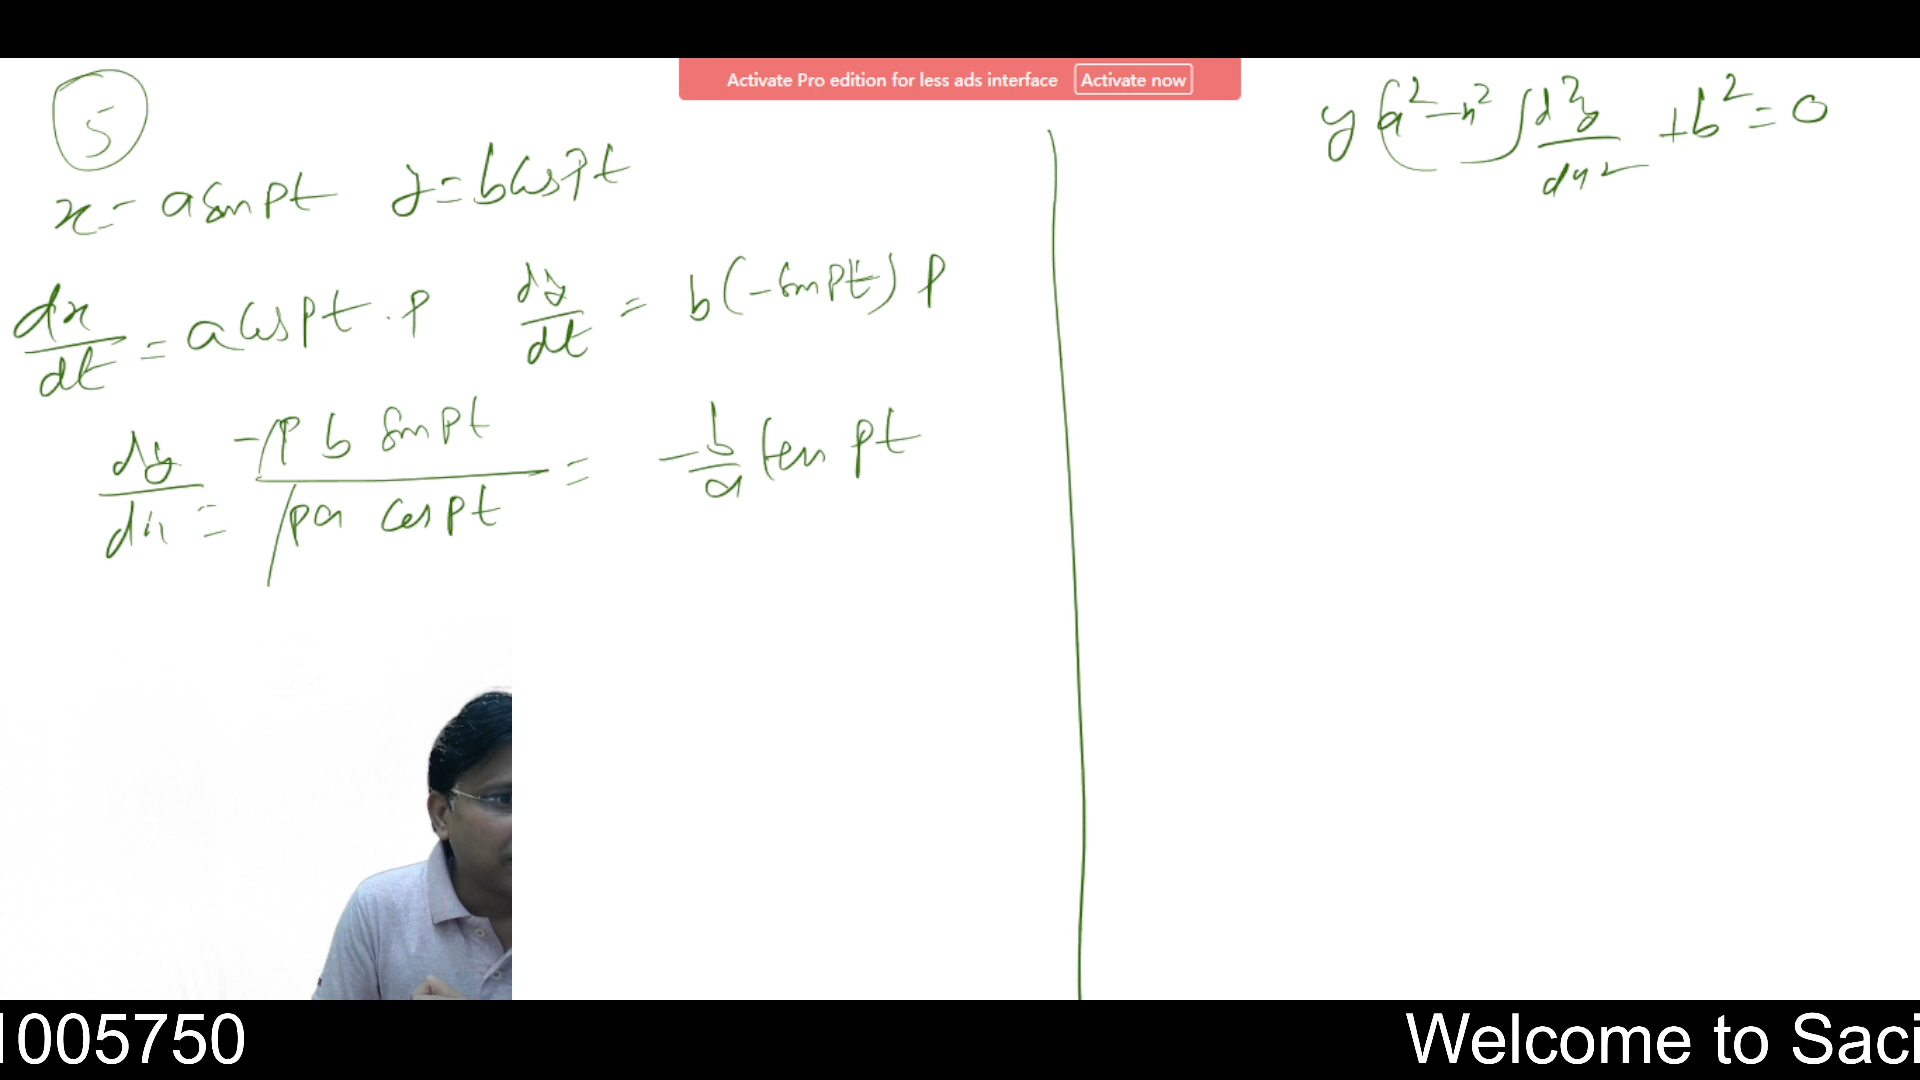 Activate Pro edition for less ads interface Activate now
5
x = a sin pt y = b cos pt
dx/dt = a cos pt . p dy/dt = b(-sin pt) p
dy/dx = -p b sin pt / pa cos pt = -b/a tan pt
y(a²-x²) d²y/dx² + b² = 0
1005750
Welcome to Saci